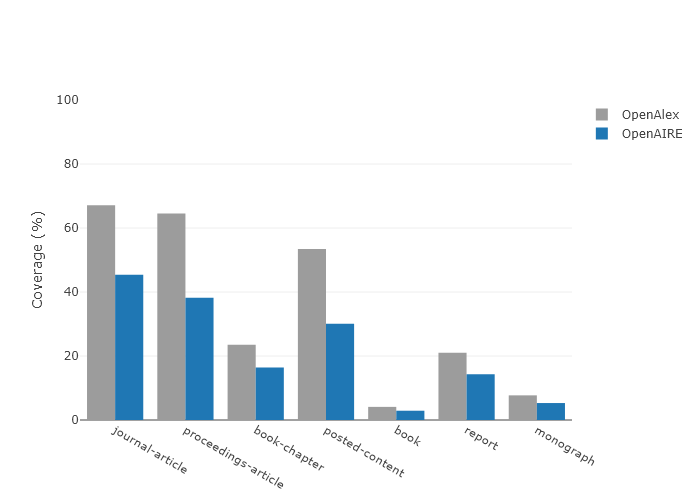 100
80
60
40
20
0
Coverage (%)
OpenAlex
OpenAIRE
journal-article
proceedings-article
book-chapter
posted-content
book
report
monograph